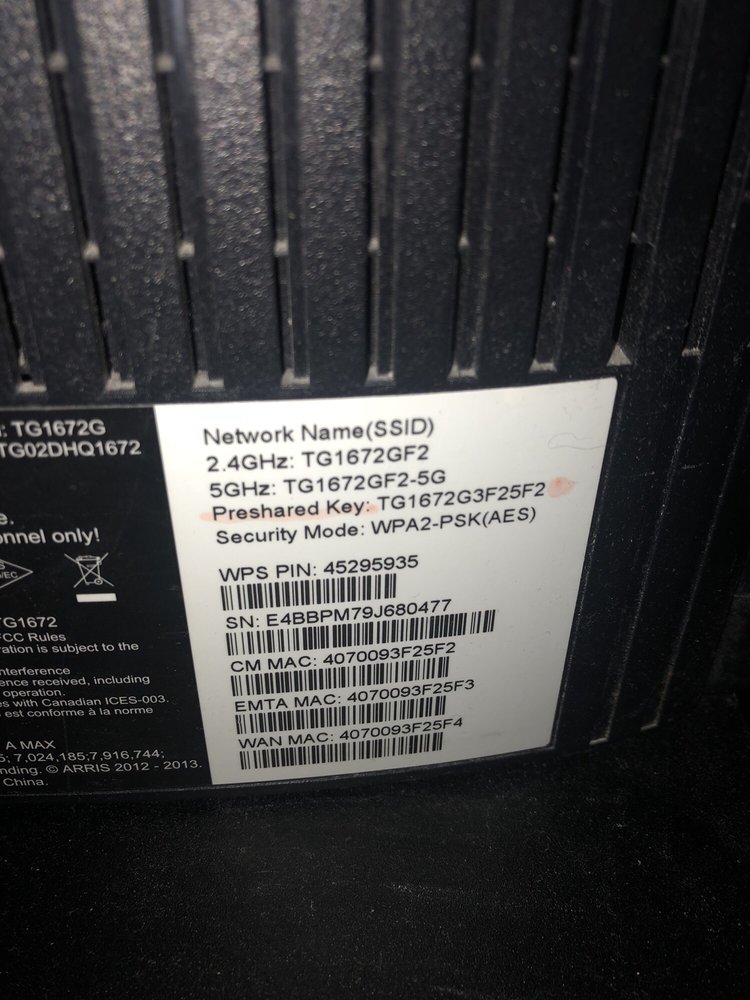 : TG1672G
TG02DHQ1672
e.
onnel only!
TG1672
FCC Rules
ration is subject to the
nterference
ence received, including
operation.
es with Canadian ICES-003.
est conforme à la norme
A MAX
5; 7,024,185;7,916,744;
nding. © ARRIS 2012 - 2013.
China.
Network Name(SSID)
2.4GHz: TG1672GF2
5GHz: TG1672GF2-5G
Preshared Key: TG1672G3F25F2
Security Mode: WPA2-PSK(AES)
WPS PIN: 45295935
SN: E4BBPM79J680477
CM MAC: 4070093F25F2
EMTA MAC: 4070093F25F3
WAN MAC: 4070093F25F4